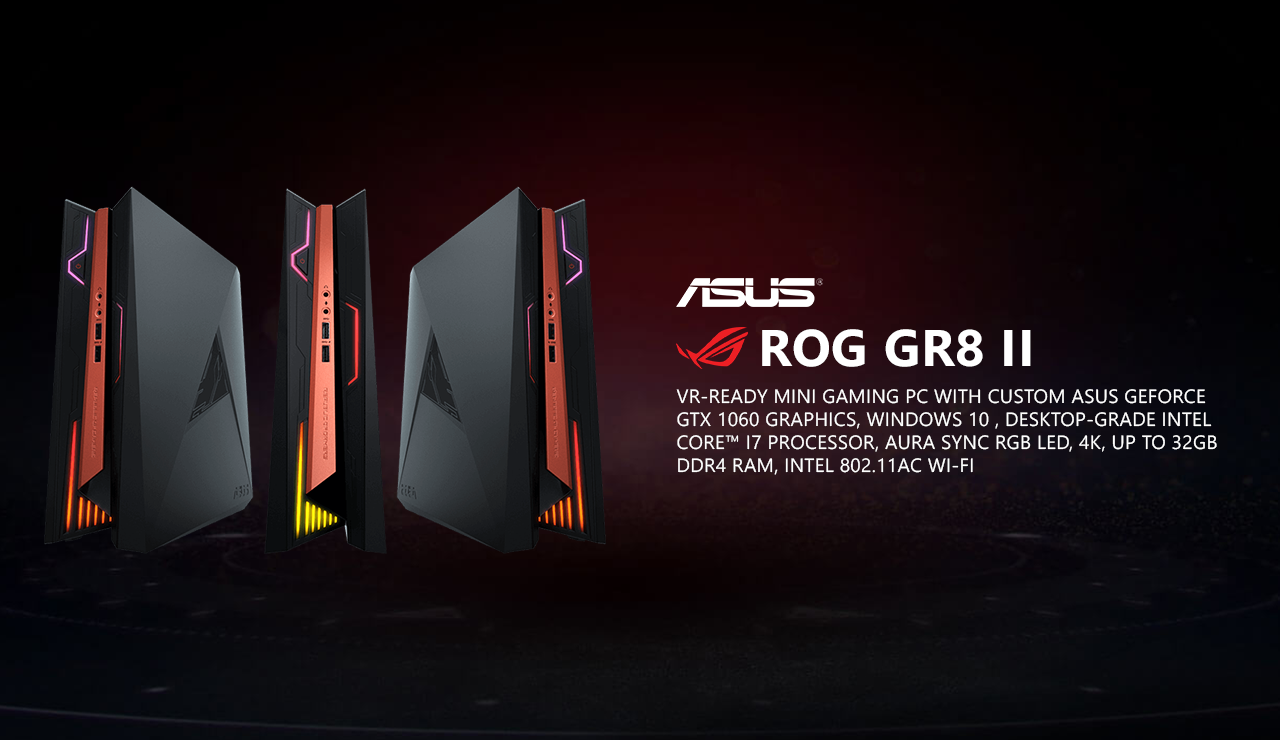 ASUS®
ROG GR8 II
VR-READY MINI GAMING PC WITH CUSTOM ASUS GEFORCE
GTX 1060 GRAPHICS, WINDOWS 10 , DESKTOP-GRADE INTEL
CORE™ I7 PROCESSOR, AURA SYNC RGB LED, 4K, UP TO 32GB
DDR4 RAM, INTEL 802.11AC WI-FI